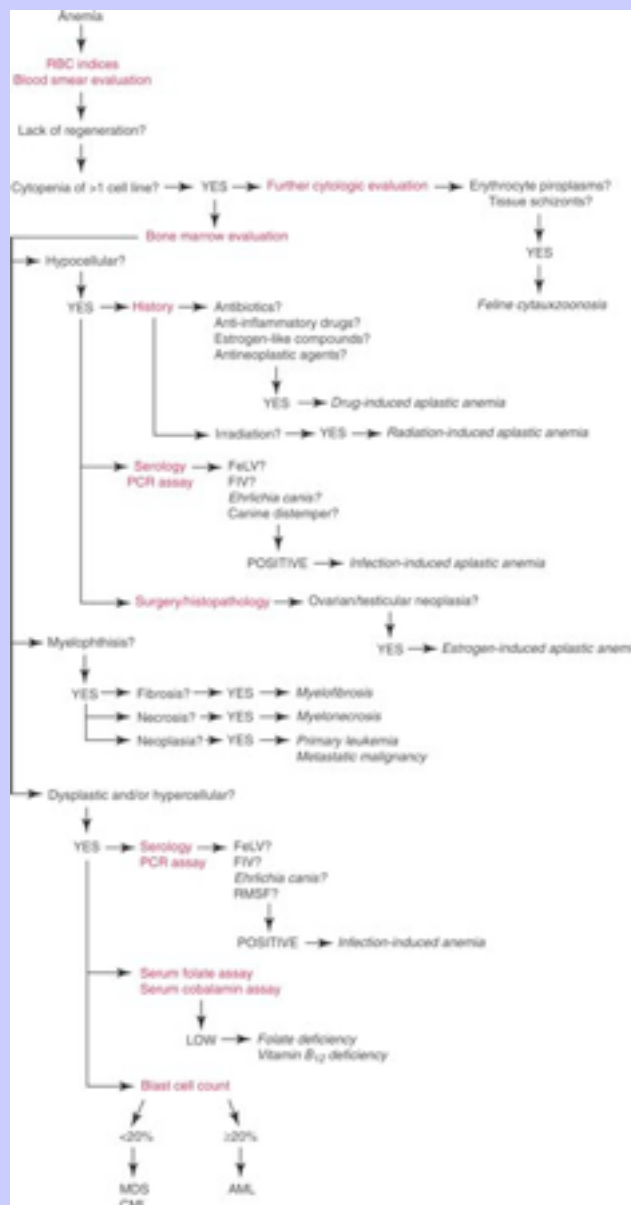 Anemia
RBC indices
Blood smear evaluation
Lack of regeneration?
Cytopenia of >1 cell line? YES Further cytologic evaluation Erythrocyte piroplasms?
Tissue schizonts?
Bone marrow evaluation
YES
Hypocellular?
Feline cytauxzoonosis
YES History Antibiotics?
Anti-inflammatory drugs?
Estrogen-like compounds?
Antineoplastic agents?
YES Drug-induced aplastic anemia
Irradiation? YES Radiation-induced aplastic anemia
Serology FeLV?
PCR assay FIV?
Ehrlichia canis?
Canine distemper?
POSITIVE Infection-induced aplastic anemia
Surgery/histopathology Ovarian/testicular neoplasia?
Myelophthisis?
YES Estrogen-induced aplastic anemi
YES Fibrosis? YES Myelofibrosis
Necrosis? YES Myelonecrosis
Neoplasia? YES Primary leukemia
Metastatic malignancy
Dysplastic and/or hypercellular?
YES Serology FeLV?
PCR assay FIV?
Ehrlichia canis?
RMSF?
POSITIVE Infection-induced anemia
Serum folate assay
Serum cobalamin assay
LOW Folate deficiency
Vitamin B12 deficiency
Blast cell count
<20% ≥20%
MDS AML
CML